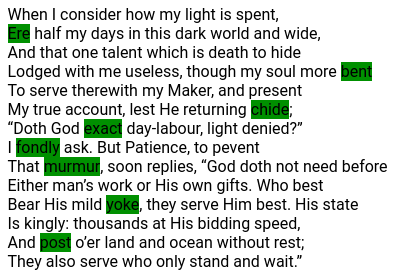 When I consider how my light is spent,
Ere half my days in this dark world and wide,
And that one talent which is death to hide
Lodged with me useless, though my soul more bent
To serve therewith my Maker, and present
My true account, lest He returning chide;
“Doth God exact day-labour, light denied?”
I fondly ask. But Patience, to pevent
That murmur, soon replies, “God doth not need before
Either man’s work or His own gifts. Who best
Bear His mild yoke, they serve Him best. His state
Is kingly: thousands at His bidding speed,
And post o’er land and ocean without rest;
They also serve who only stand and wait.”